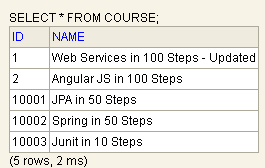 SELECT * FROM COURSE;
ID NAME
1 Web Services in 100 Steps - Updated
2 Angular JS in 100 Steps
10001 JPA in 50 Steps
10002 Spring in 50 Steps
10003 Junit in 10 Steps
(5 rows, 2 ms)